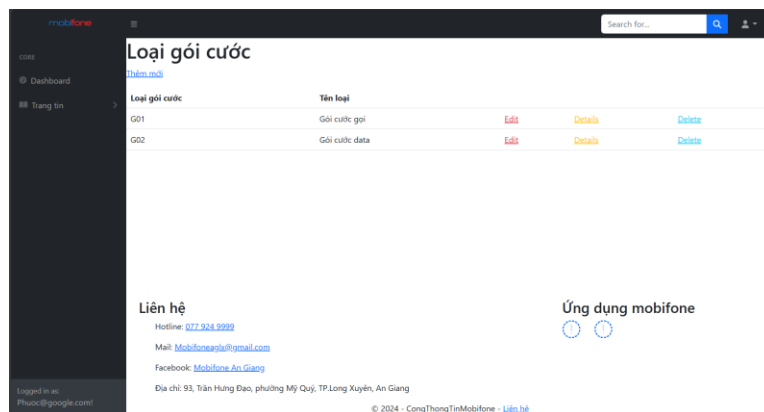 mobifone
Search for...
CORE
Dashboard
Trang tin
Loại gói cước
Thêm mới
Loại gói cước Tên loại
G01 Gói cước gọi Edit Details Delete
G02 Gói cước data Edit Details Delete
Liên hệ
Hotline: 077 924 9999
Mail: Mobifoneaglx@gmail.com
Facebook: Mobifone An Giang
Địa chỉ: 93, Trần Hưng Đạo, phường Mỹ Quý, TP.Long Xuyên, An Giang
Ứng dụng mobifone
© 2024 - CongThongTinMobifone - Liên hệ
Logged in as:
Phuoc@google.com!